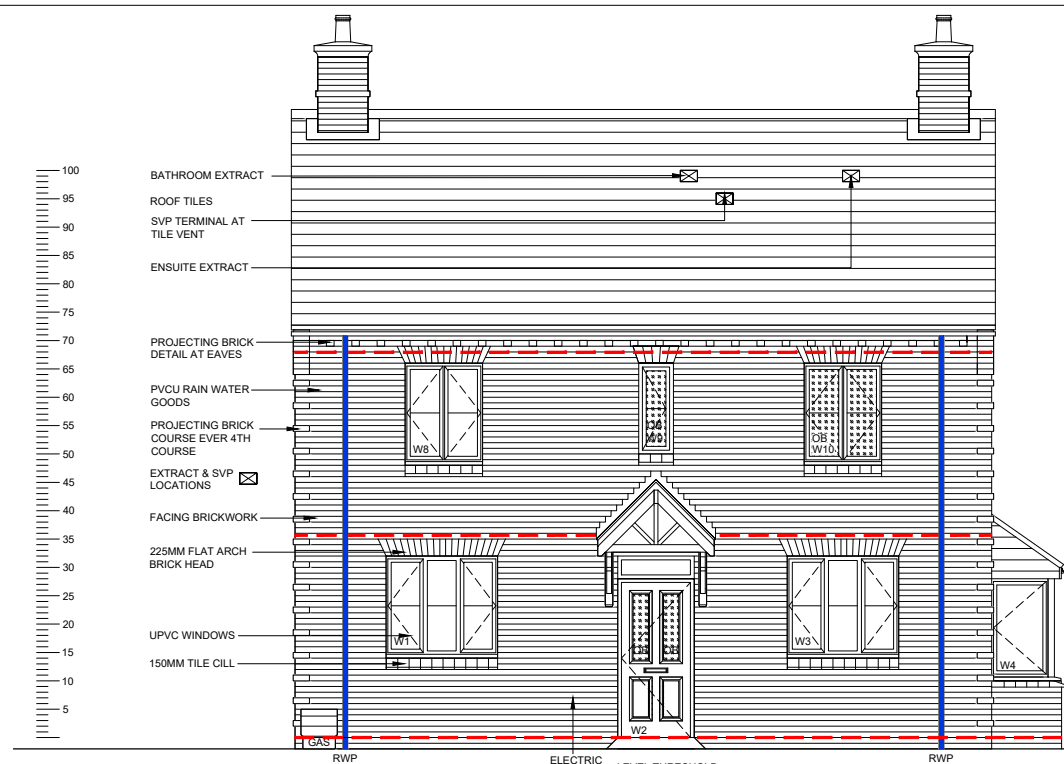 100
95
90
85
80
75
70
65
60
55
50
45
40
35
30
25
20
15
10
5
BATHROOM EXTRACT
ROOF TILES
SVP TERMINAL AT
TILE VENT
ENSUITE EXTRACT
PROJECTING BRICK
DETAIL AT EAVES
PVCU RAIN WATER
GOODS
PROJECTING BRICK
COURSE EVER 4TH
COURSE
EXTRACT & SVP
LOCATIONS
FACING BRICKWORK
225MM FLAT ARCH
BRICK HEAD
UPVC WINDOWS
150MM TILE CILL
W8
OB
W9
OB
W10
W1
W3
W4
OB
OB
W2
GAS
RWP
ELECTRIC
LEVEL THRESHOLD
RWP